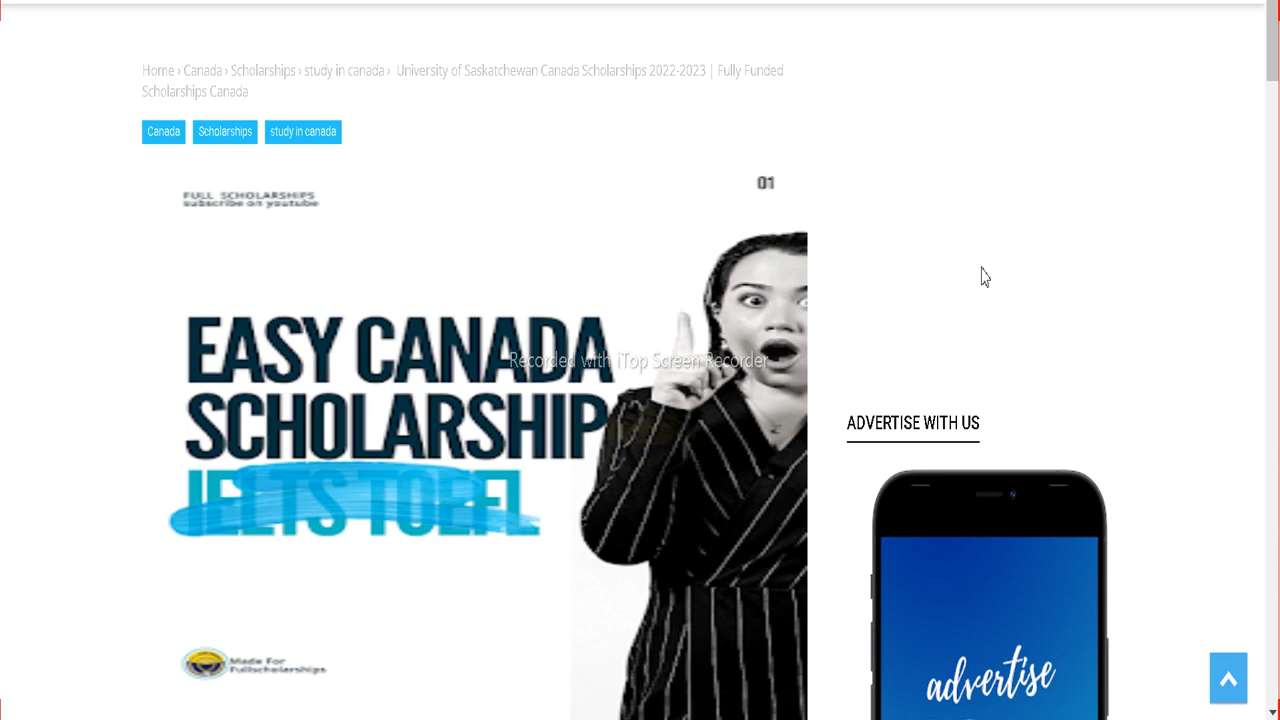 Home › Canada › Scholarships › study in canada › University of Saskatchewan Canada Scholarships 2022-2023 | Fully Funded
Scholarships Canada
Canada Scholarships study in canada
FULL SCHOLARSHIPS
subscribe on youtube
01
EASY CANADA
SCHOLARSHIP
IELTS TOEFL
Recorded with iTop Screen Recorder
Made For
Fullscholarships
ADVERTISE WITH US
advertise